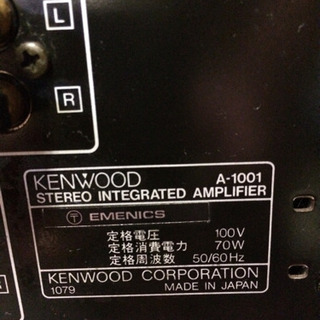 L
R
KENWOOD A-1001
STEREO INTEGRATED AMPLIFIER
Ⓣ EMENICS
定格電圧 100V
定格消費電力 70W
定格周波数 50/60Hz
KENWOOD CORPORATION
1079 MADE IN JAPAN